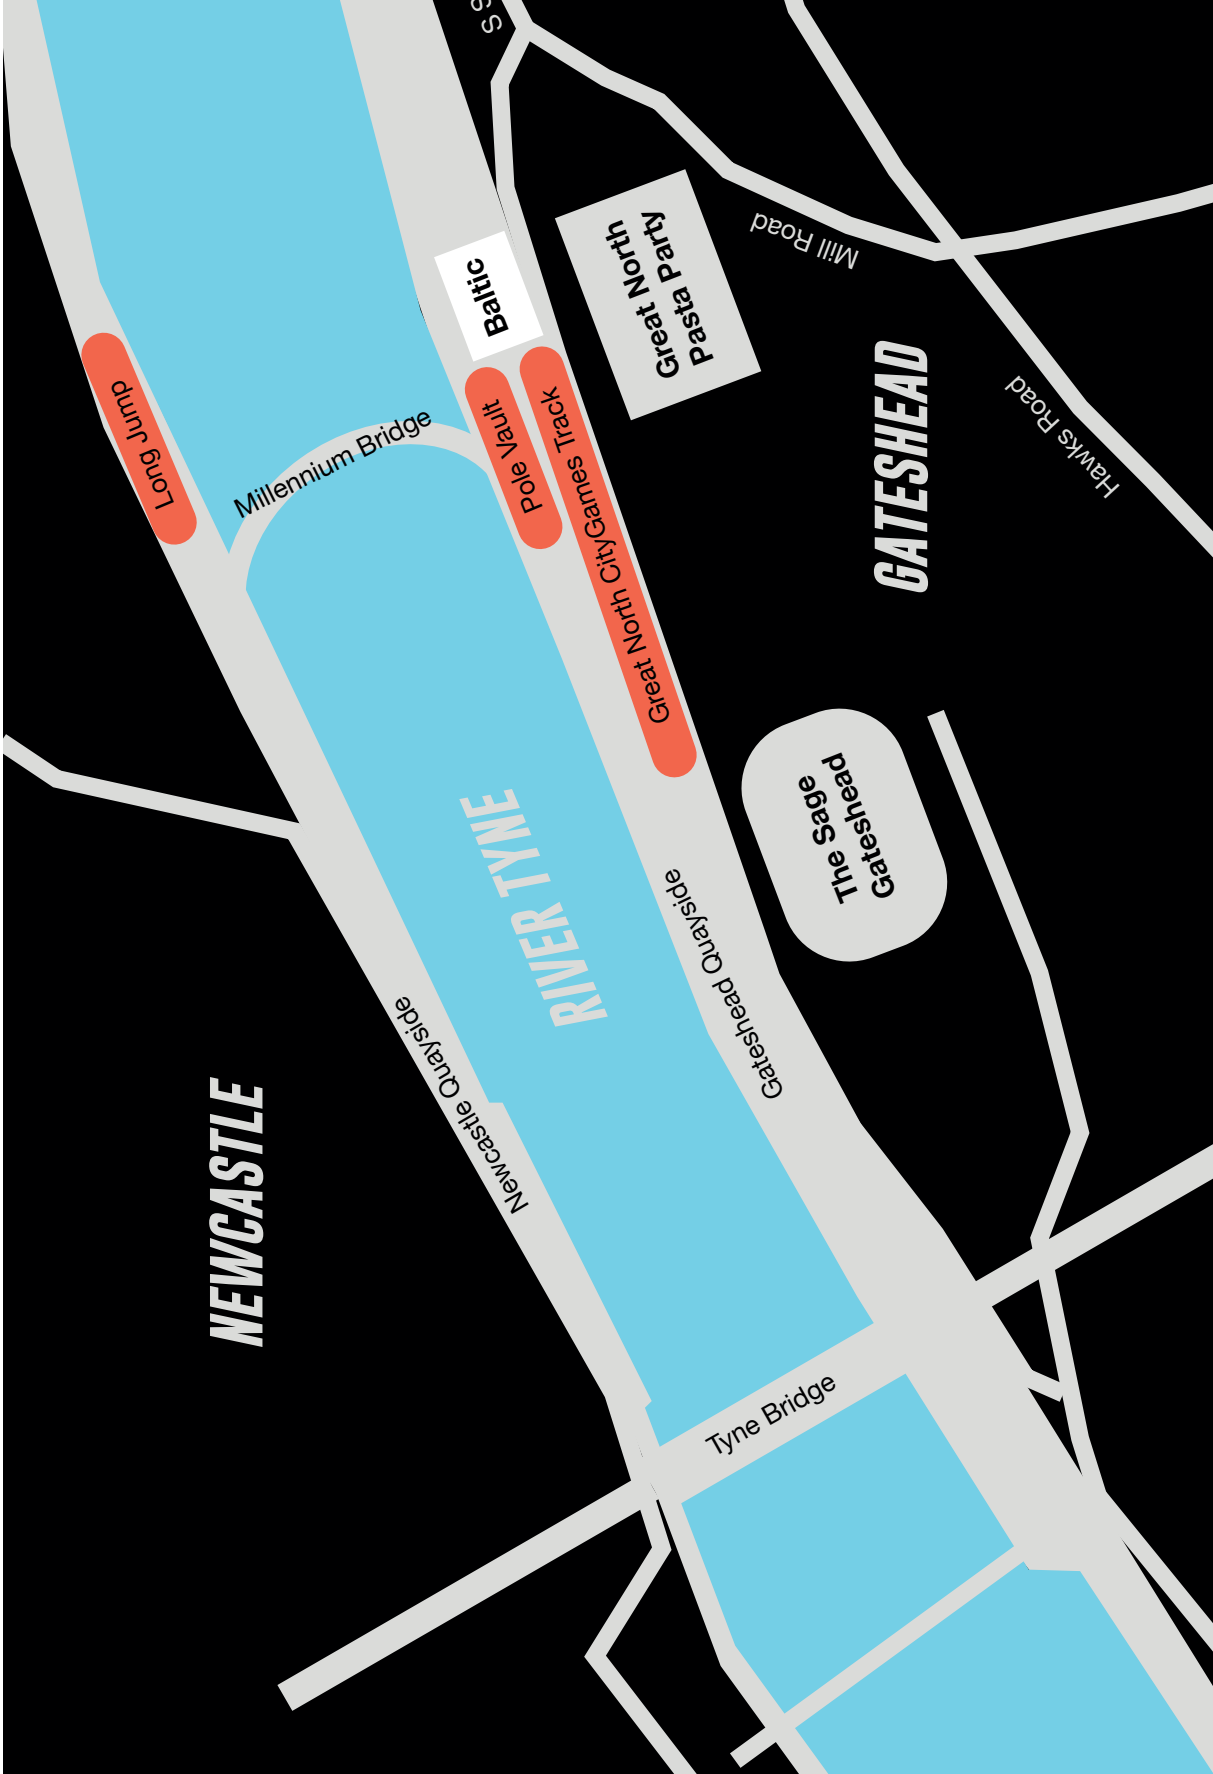 S S
Mill Road
Baltic
Great North
Pasta Party
Long Jump
Millennium Bridge
Pole Vault
Great North CityGames Track
GATESHEAD
Hawks Road
The Sage
Gateshead
RIVER TYNE
Gateshead Quayside
Newcastle Quayside
NEWCASTLE
Tyne Bridge